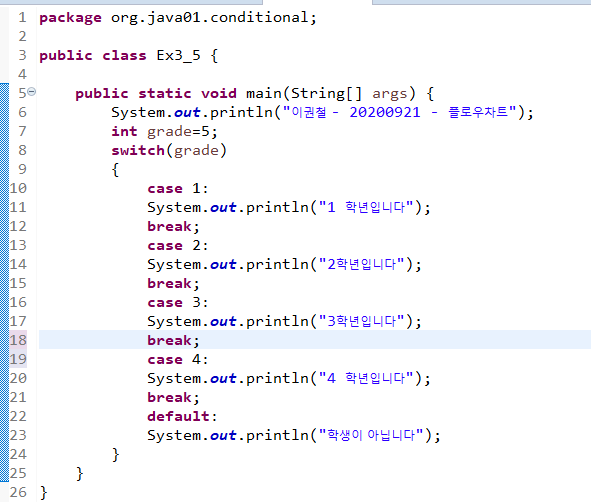 1 package org.java01.conditional;
2
3 public class Ex3_5 {
4
5 public static void main(String[] args) {
6 System.out.println("이권철 - 20200921 - 플로우차트");
7 int grade=5;
8 switch(grade)
9 {
10 case 1:
11 System.out.println("1 학년입니다");
12 break;
13 case 2:
14 System.out.println("2학년입니다");
15 break;
16 case 3:
17 System.out.println("3학년입니다");
18 break;
19 case 4:
20 System.out.println("4 학년입니다");
21 break;
22 default:
23 System.out.println("학생이 아닙니다");
24 }
25 }
26 }